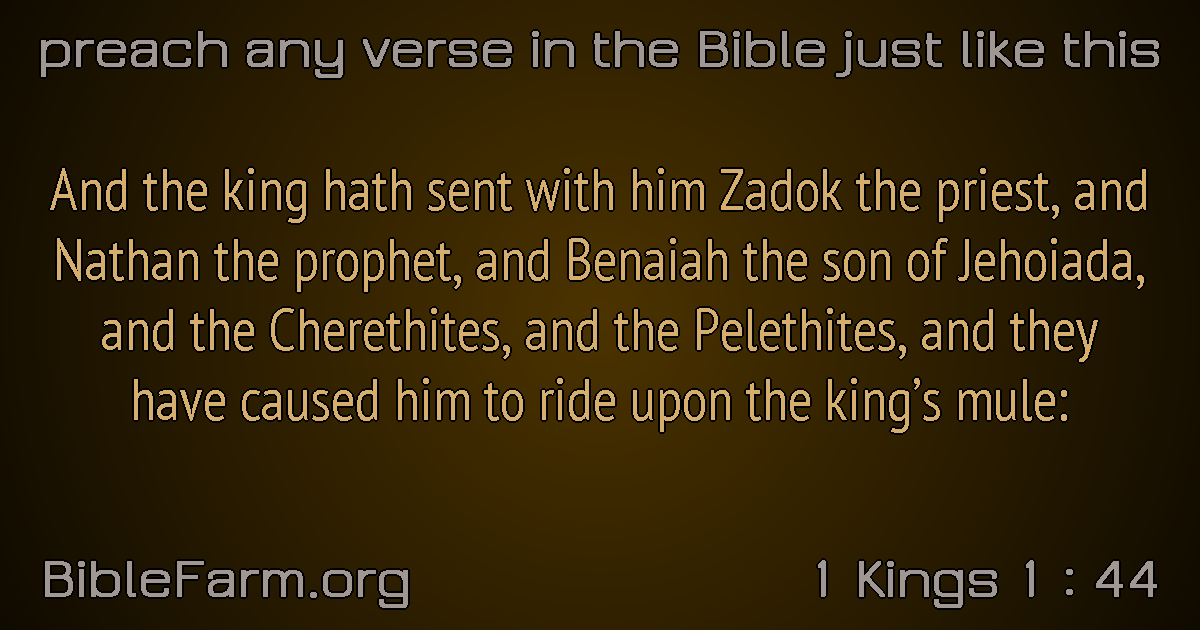 preach any verse in the Bible just like this
And the king hath sent with him Zadok the priest, and
Nathan the prophet, and Benaiah the son of Jehoiada,
and the Cherethites, and the Pelethites, and they
have caused him to ride upon the king’s mule:
BibleFarm.org
1 Kings 1 : 44